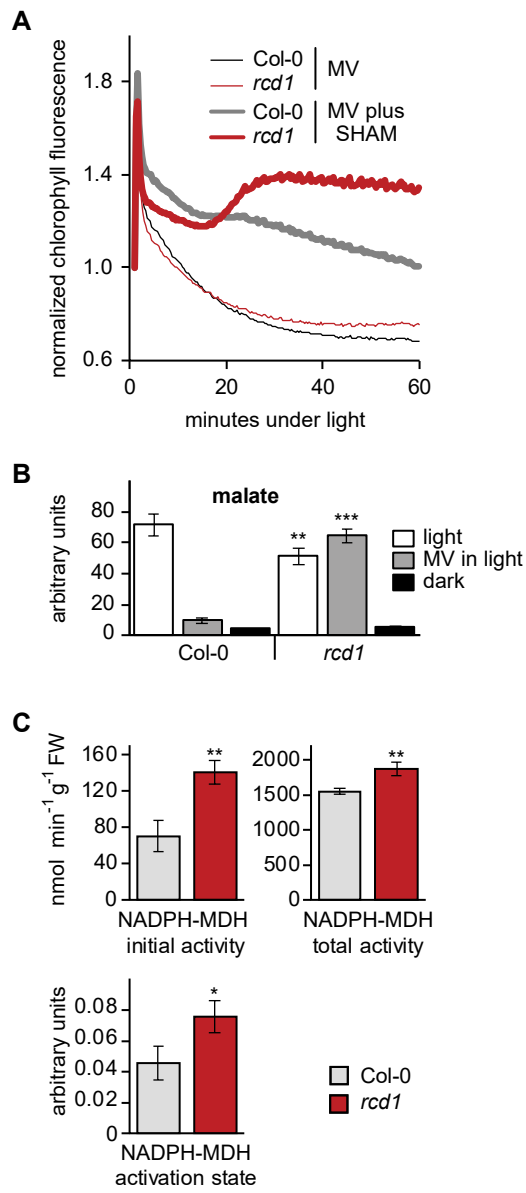 A
normalized chlorophyll fluorescence
1.8
1.4
1.0
0.6
Col-0
rcd1
MV
Col-0
rcd1
MV plus
SHAM
0 20 40 60
minutes under light
B
malate
arbitrary units
80
60
40
20
0
** ***
light
MV in light
dark
Col-0 rcd1
C
nmol min⁻¹ g⁻¹ FW
160
120
80
40
0
**
NADPH-MDH
initial activity
2000
1500
1000
500
0
**
NADPH-MDH
total activity
arbitrary units
0.08
0.06
0.04
0.02
0
*
NADPH-MDH
activation state
Col-0
rcd1